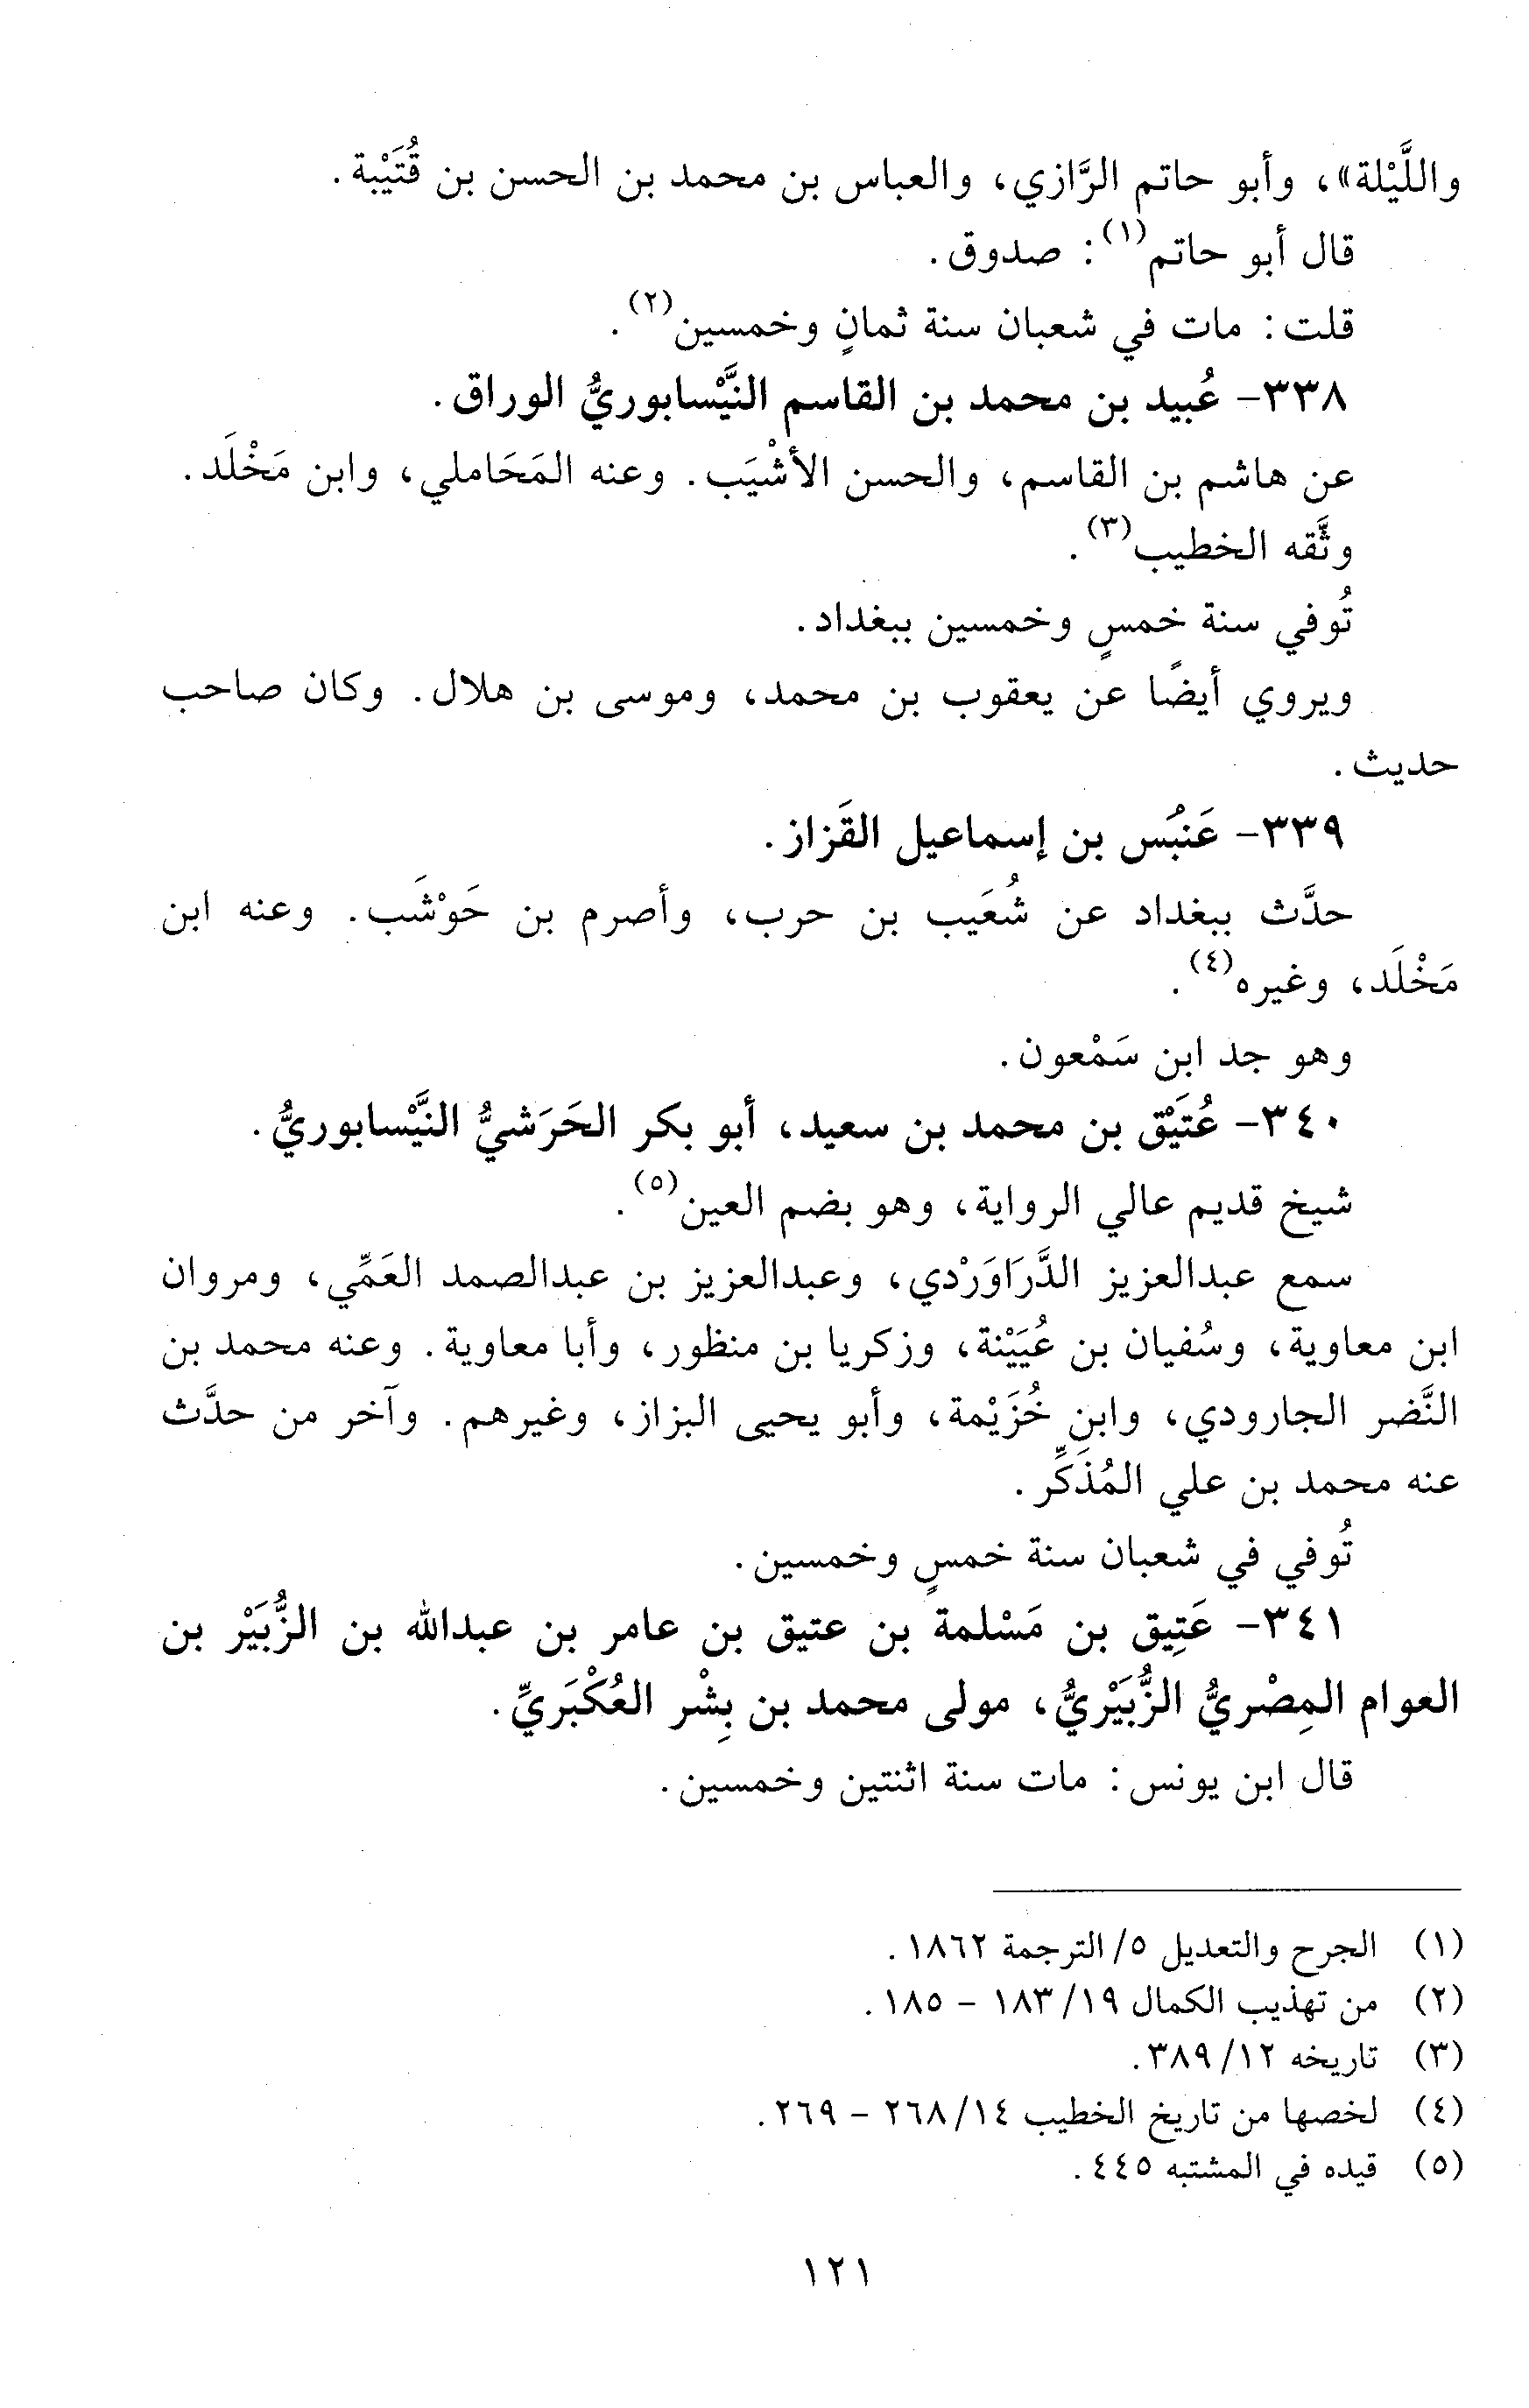 واللَّيْلة»، وأبو حاتم الرَّازي، والعباس بن محمد بن الحسن بن قُتَيْبة.
قال أبو حاتم(١): صدوق.
قلت: مات في شعبان سنة ثمانٍ وخمسين(٢).
٣٣٨- عُبيد بن محمد بن القاسم النَّيْسابوريُّ الوراق.
عن هاشم بن القاسم، والحسن الأشْيَب. وعنه المَحَاملي، وابن مَخْلَد.
وثَّقه الخطيب(٣).
تُوفي سنة خمسٍ وخمسين ببغداد.
ويروي أيضًا عن يعقوب بن محمد، وموسى بن هلال. وكان صاحب
حديث.
٣٣٩- عَنْبَس بن إسماعيل القَزاز.
حدَّث ببغداد عن شُعَيب بن حرب، وأصرم بن حَوْشَب. وعنه ابن
مَخْلَد، وغيره(٤).
وهو جد ابن سَمْعون.
٣٤٠- عُتَيْق بن محمد بن سعيد، أبو بكر الحَرَشيُّ النَّيْسابوريُّ.
شيخ قديم عالي الرواية، وهو بضم العين(٥).
سمع عبدالعزيز الدَّرَاوَرْدي، وعبدالعزيز بن عبدالصمد العَمِّي، ومروان
ابن معاوية، وسُفيان بن عُيَيْنة، وزكريا بن منظور، وأبا معاوية. وعنه محمد بن
النَّضر الجارودي، وابن خُزَيْمة، وأبو يحيى البزاز، وغيرهم. وآخر من حدَّث
عنه محمد بن علي المُذَكِّر.
تُوفي في شعبان سنة خمسٍ وخمسين.
٣٤١- عَتِيق بن مَسْلمة بن عتيق بن عامر بن عبدالله بن الزُّبَيْر بن
العوام المِصْريُّ الزُّبَيْريُّ، مولى محمد بن بِشْر العُكْبَريِّ.
قال ابن يونس: مات سنة اثنتين وخمسين.
(١) الجرح والتعديل ٥/ الترجمة ١٨٦٢.
(٢) من تهذيب الكمال ١٩/ ١٨٣ - ١٨٥.
(٣) تاريخه ١٢/ ٣٨٩.
(٤) لخصها من تاريخ الخطيب ١٤/ ٢٦٨ - ٢٦٩.
(٥) قيده في المشتبه ٤٤٥.
١٢١